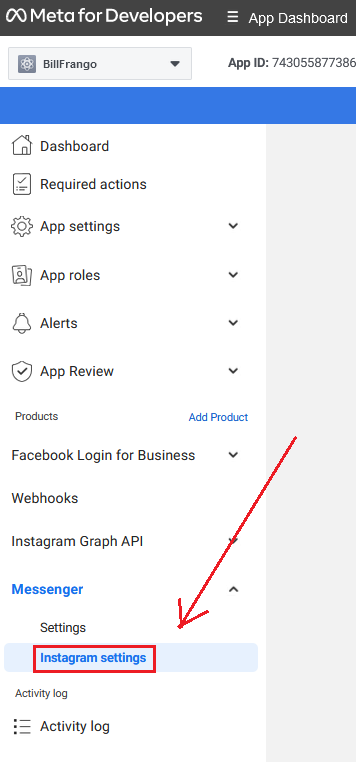 Meta for Developers
App Dashboard
BillFrango
App ID: 743055877386
Dashboard
Required actions
App settings
App roles
Alerts
App Review
Products
Add Product
Facebook Login for Business
Webhooks
Instagram Graph API
Messenger
Settings
Instagram settings
Activity log
Activity log